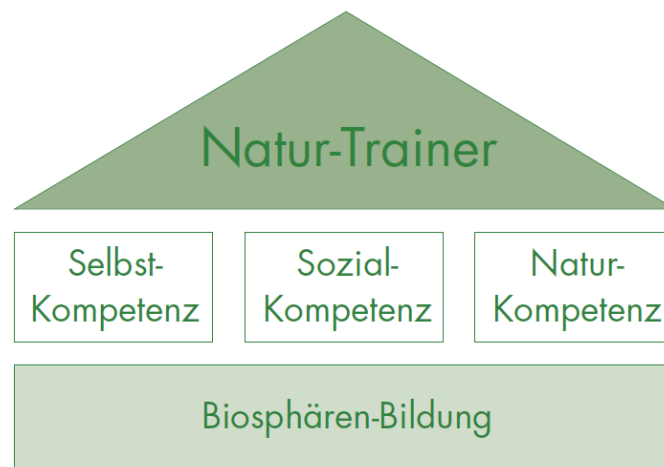 Natur-Trainer
Selbst-
Kompetenz
Sozial-
Kompetenz
Natur-
Kompetenz
Biosphären-Bildung